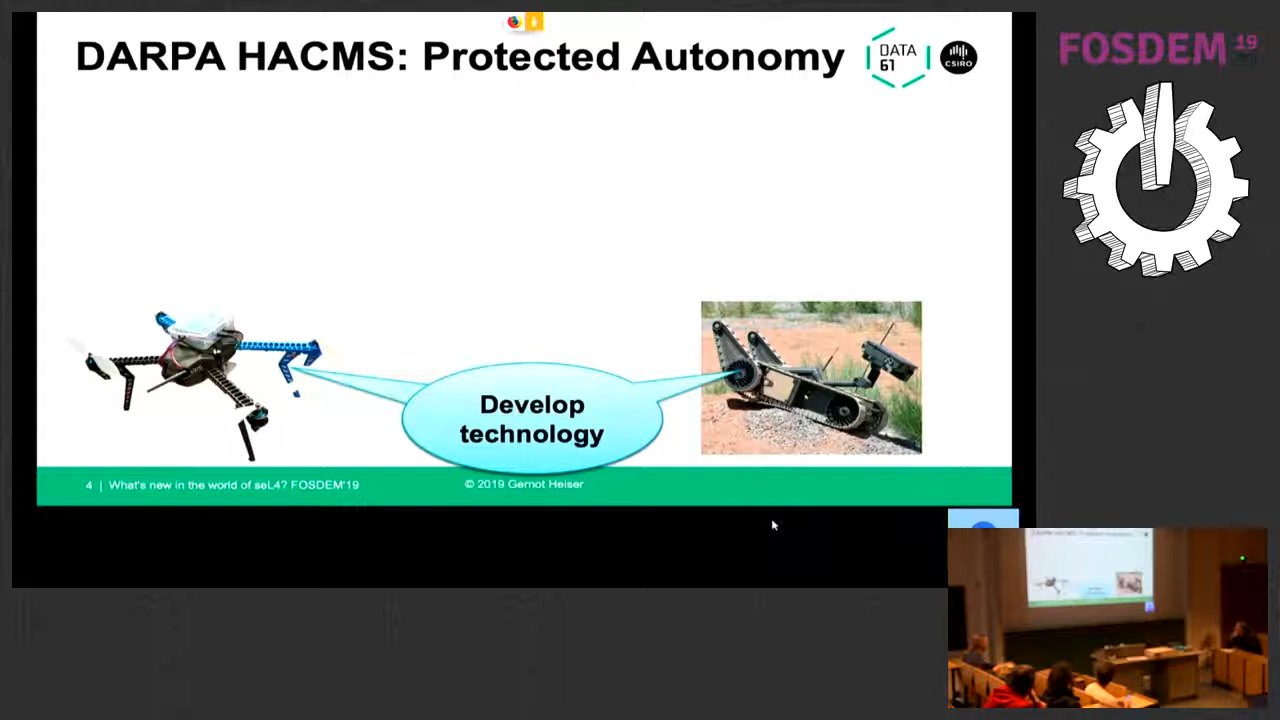 DARPA HACMS: Protected Autonomy
DATA
61
CSIRO
FOSDEM 19
Develop
technology
4 | What's new in the world of seL4? FOSDEM'19
© 2019 Gernot Heiser